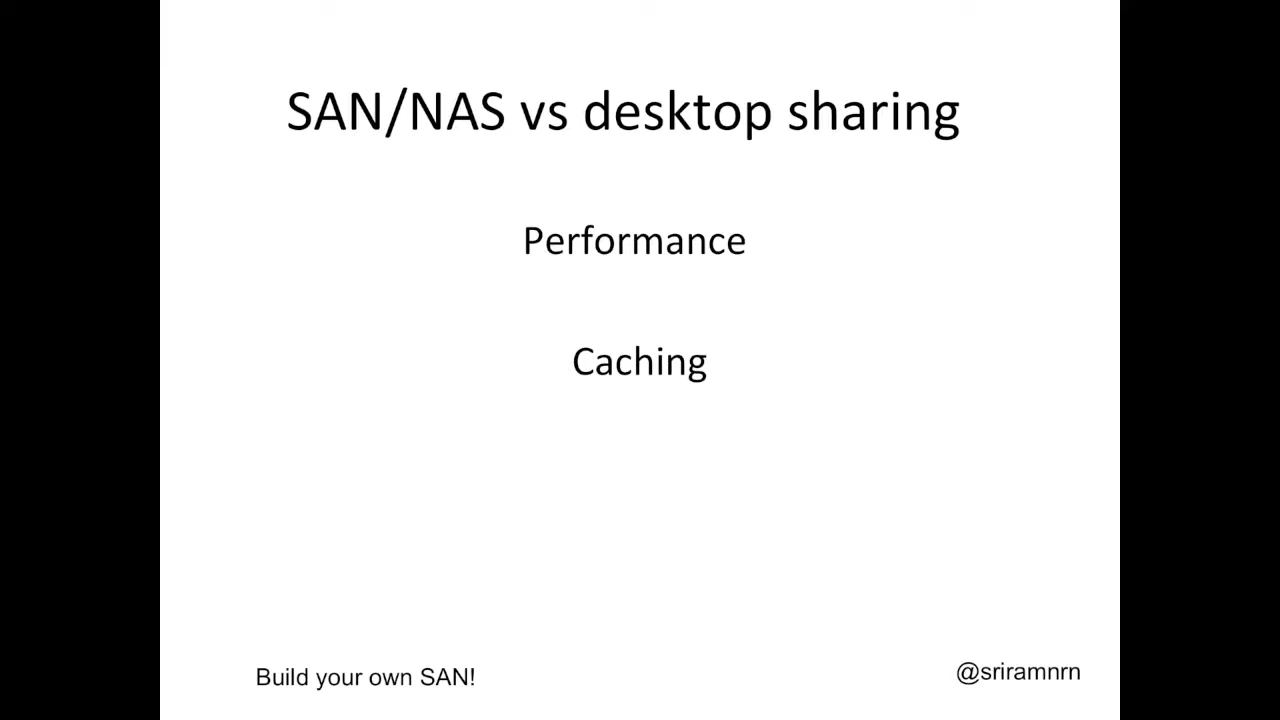 SAN/NAS vs desktop sharing
Performance
Caching
Build your own SAN!
@sriramnrn